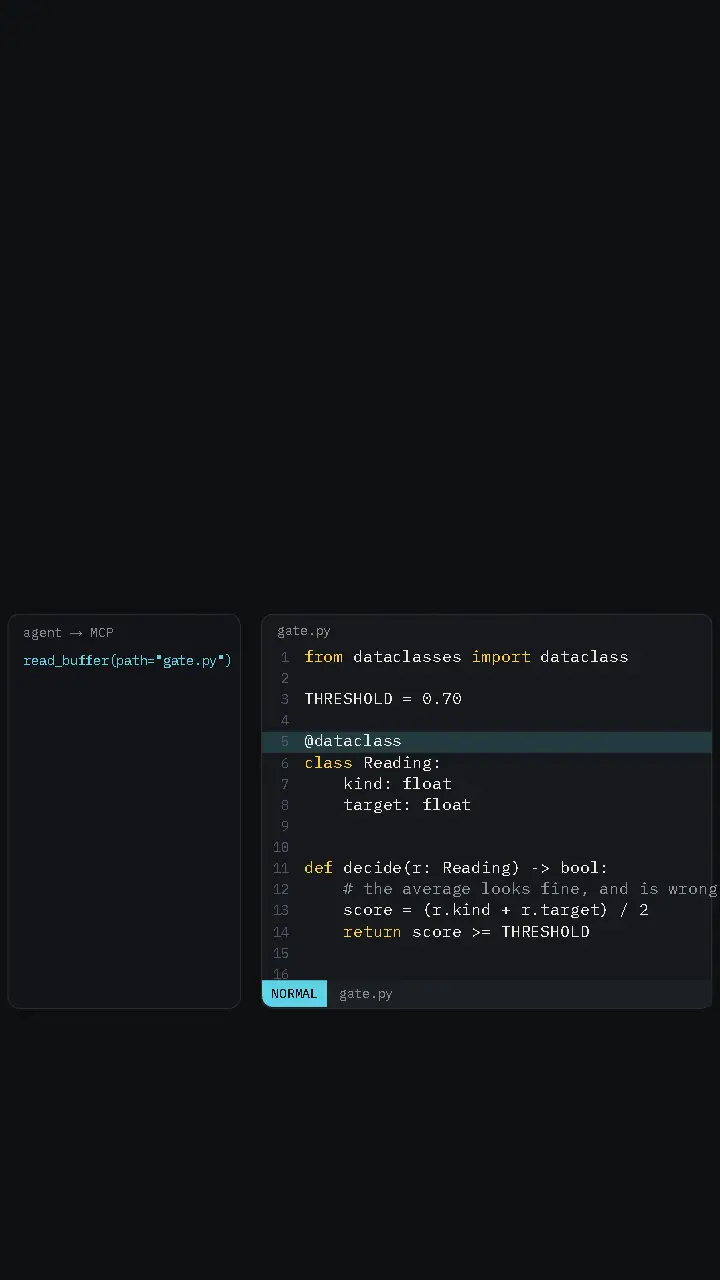 agent → MCP
read_buffer(path="gate.py")
gate.py
1 from dataclasses import dataclass
2
3 THRESHOLD = 0.70
4
5 @dataclass
6 class Reading:
7     kind: float
8     target: float
9
10
11 def decide(r: Reading) -> bool:
12     # the average looks fine, and is wrong
13     score = (r.kind + r.target) / 2
14     return score >= THRESHOLD
15
16
NORMAL gate.py